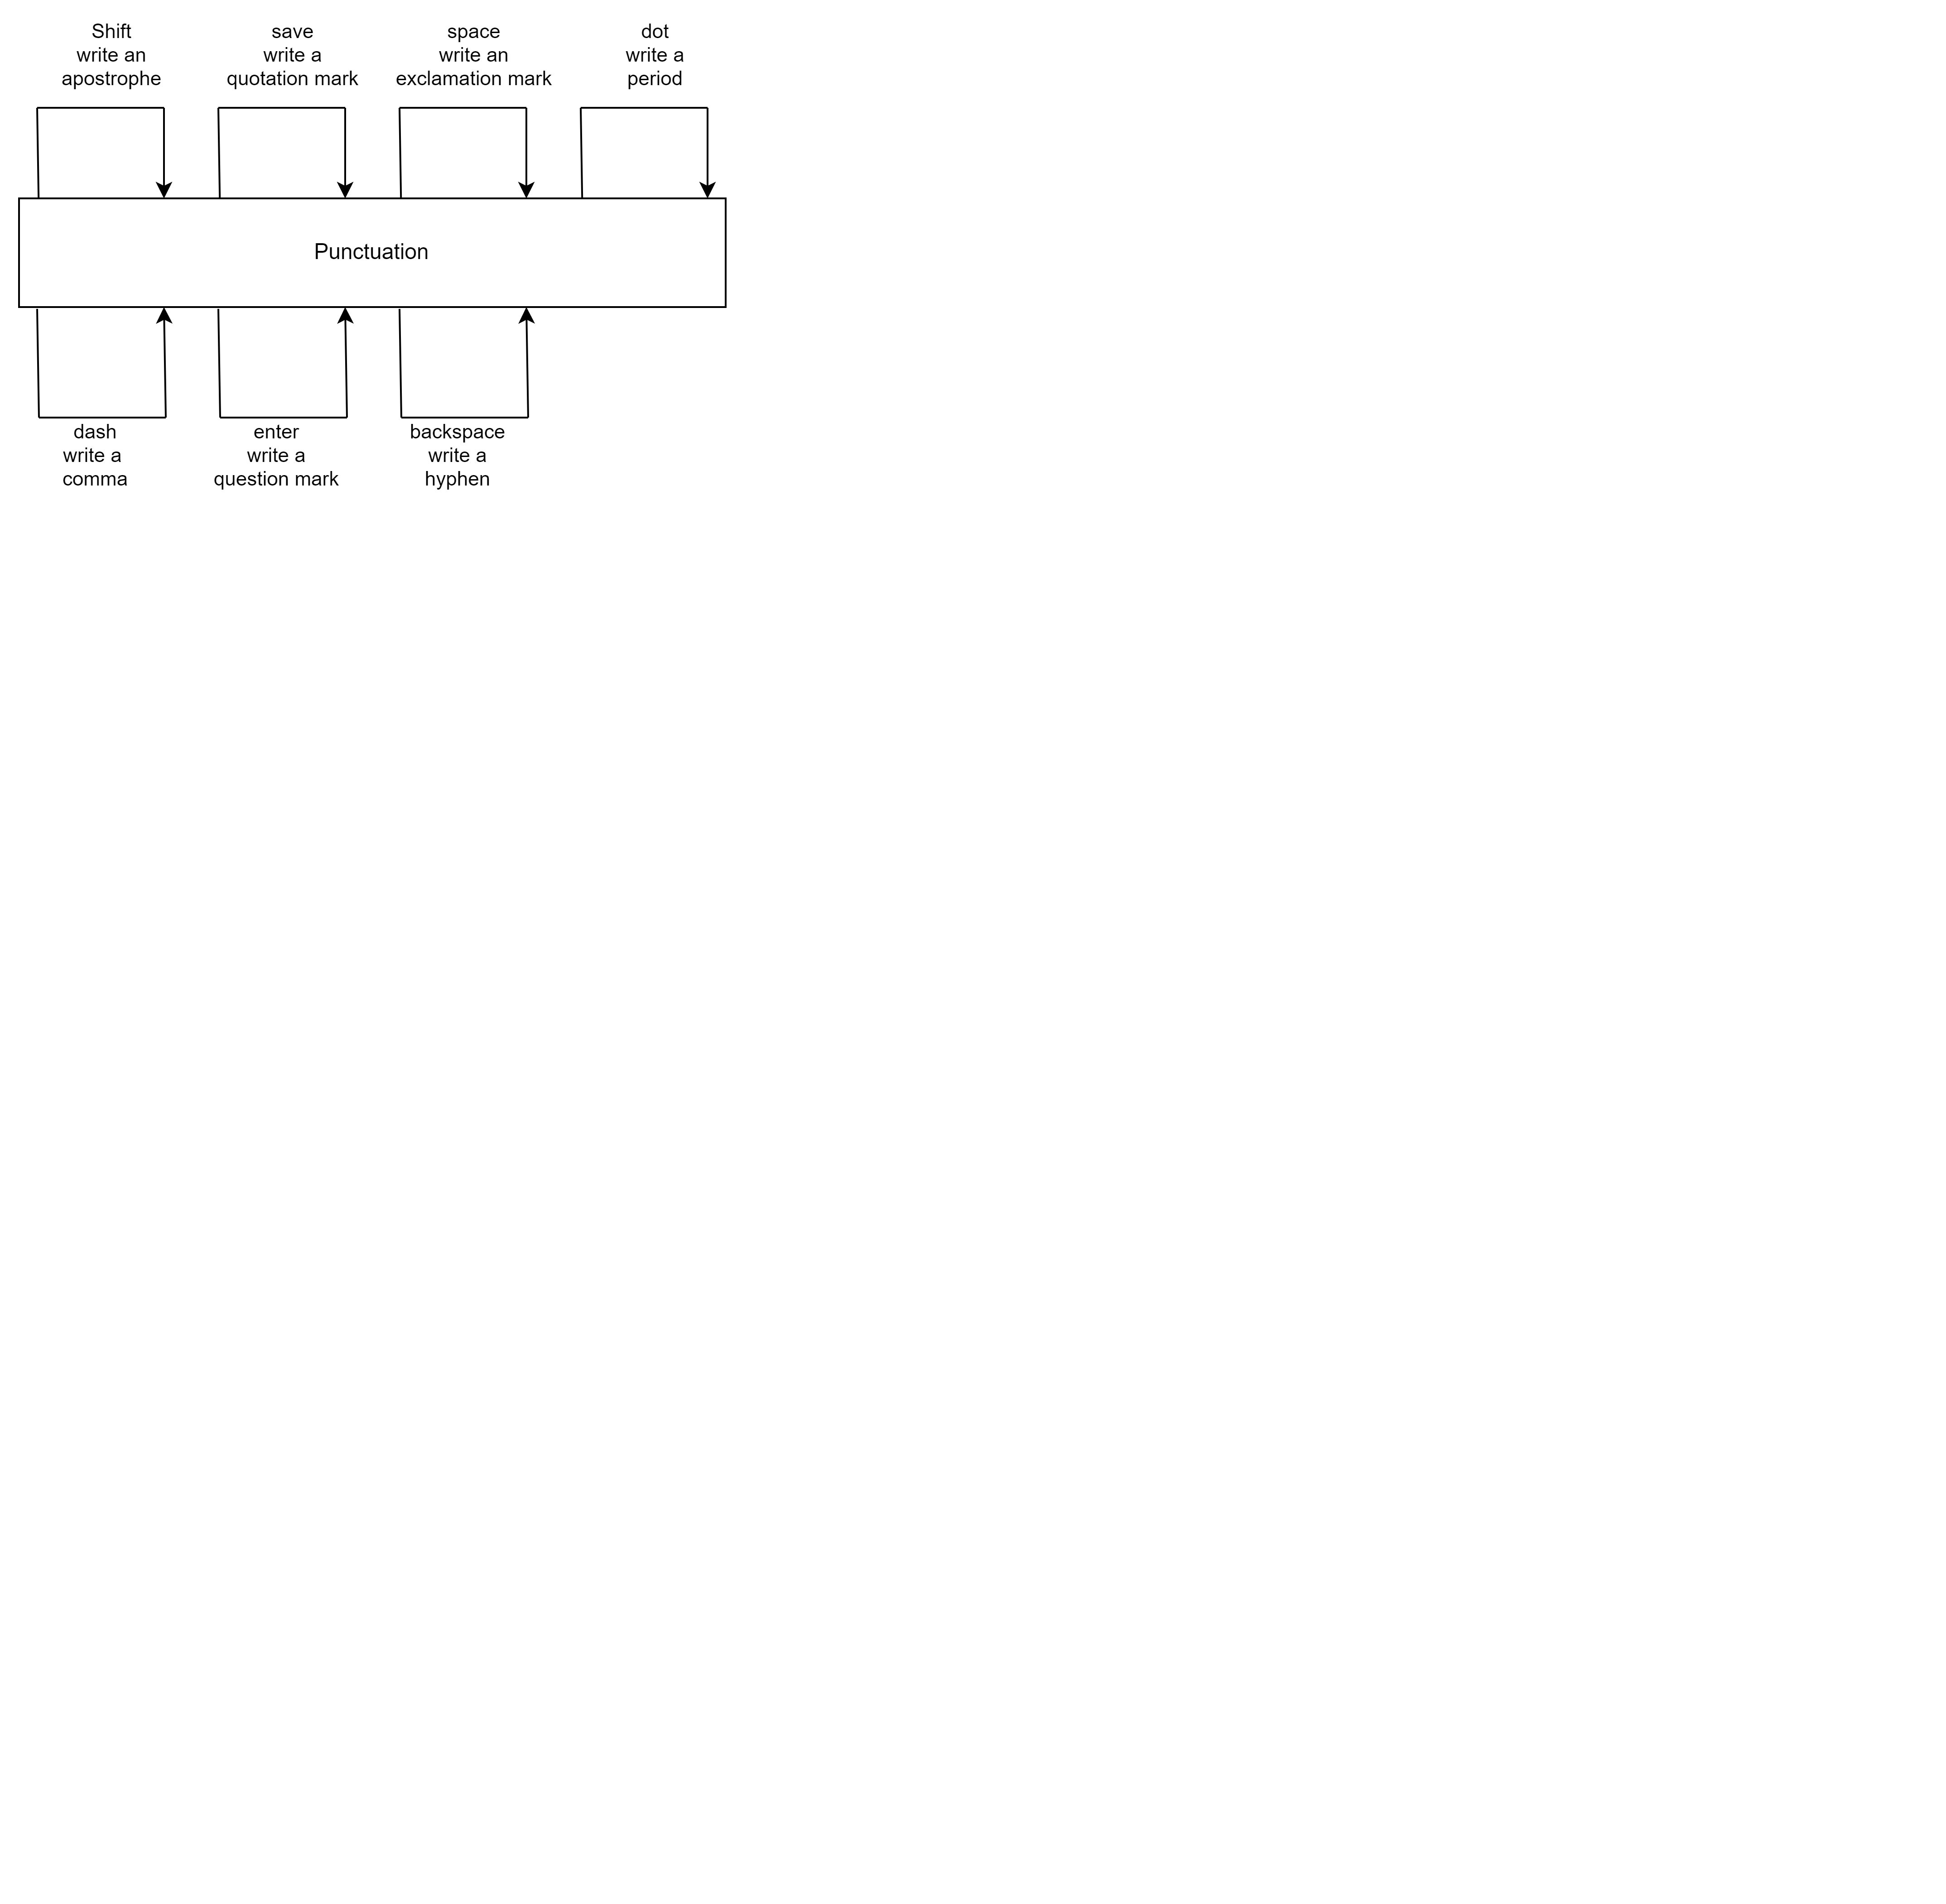 Shift
write an
apostrophe
save
write a
quotation mark
space
write an
exclamation mark
dot
write a
period
Punctuation
dash
write a
comma
enter
write a
question mark
backspace
write a
hyphen